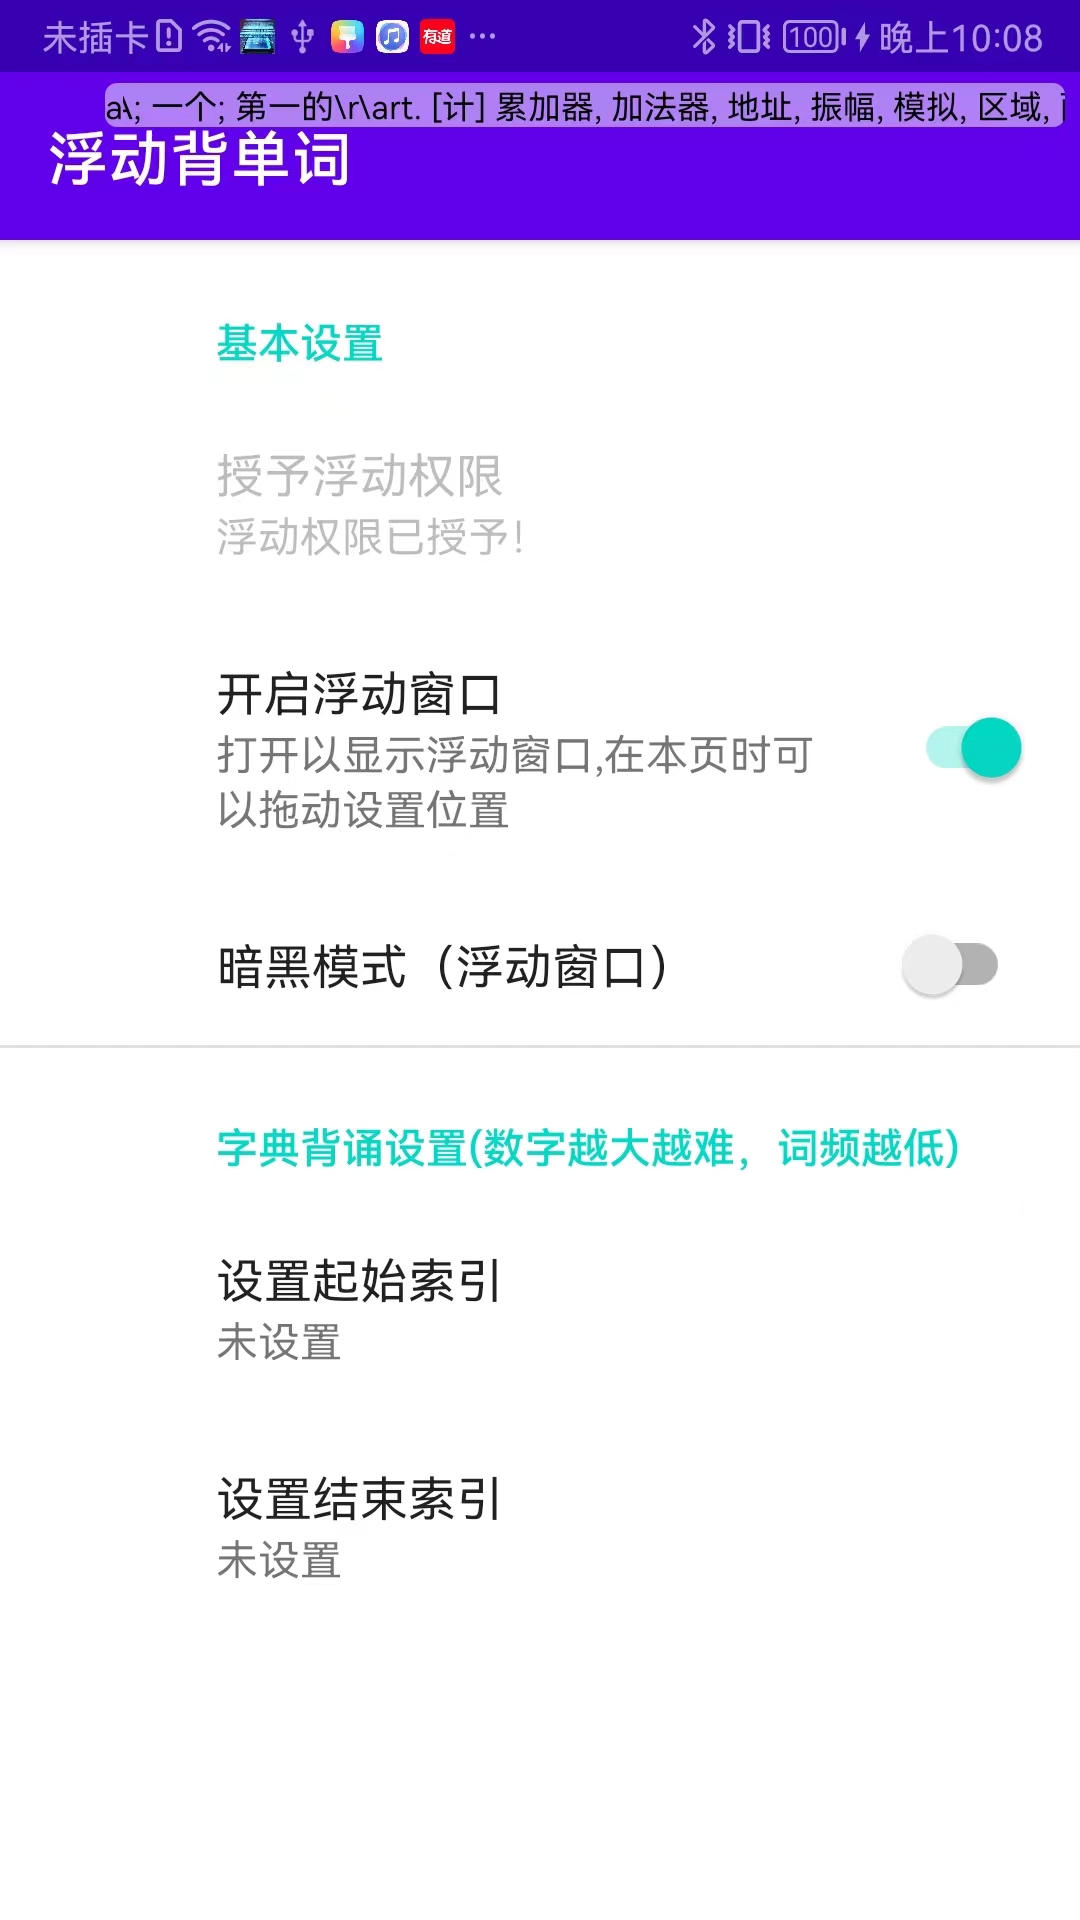 未插卡 有道 100 晚上10:08
a\; 一个; 第一的\r\art. [计] 累加器, 加法器, 地址, 振幅, 模拟, 区域,
浮动背单词
基本设置
授予浮动权限
浮动权限已授予!
开启浮动窗口
打开以显示浮动窗口,在本页时可
以拖动设置位置
暗黑模式（浮动窗口）
字典背诵设置(数字越大越难，词频越低)
设置起始索引
未设置
设置结束索引
未设置